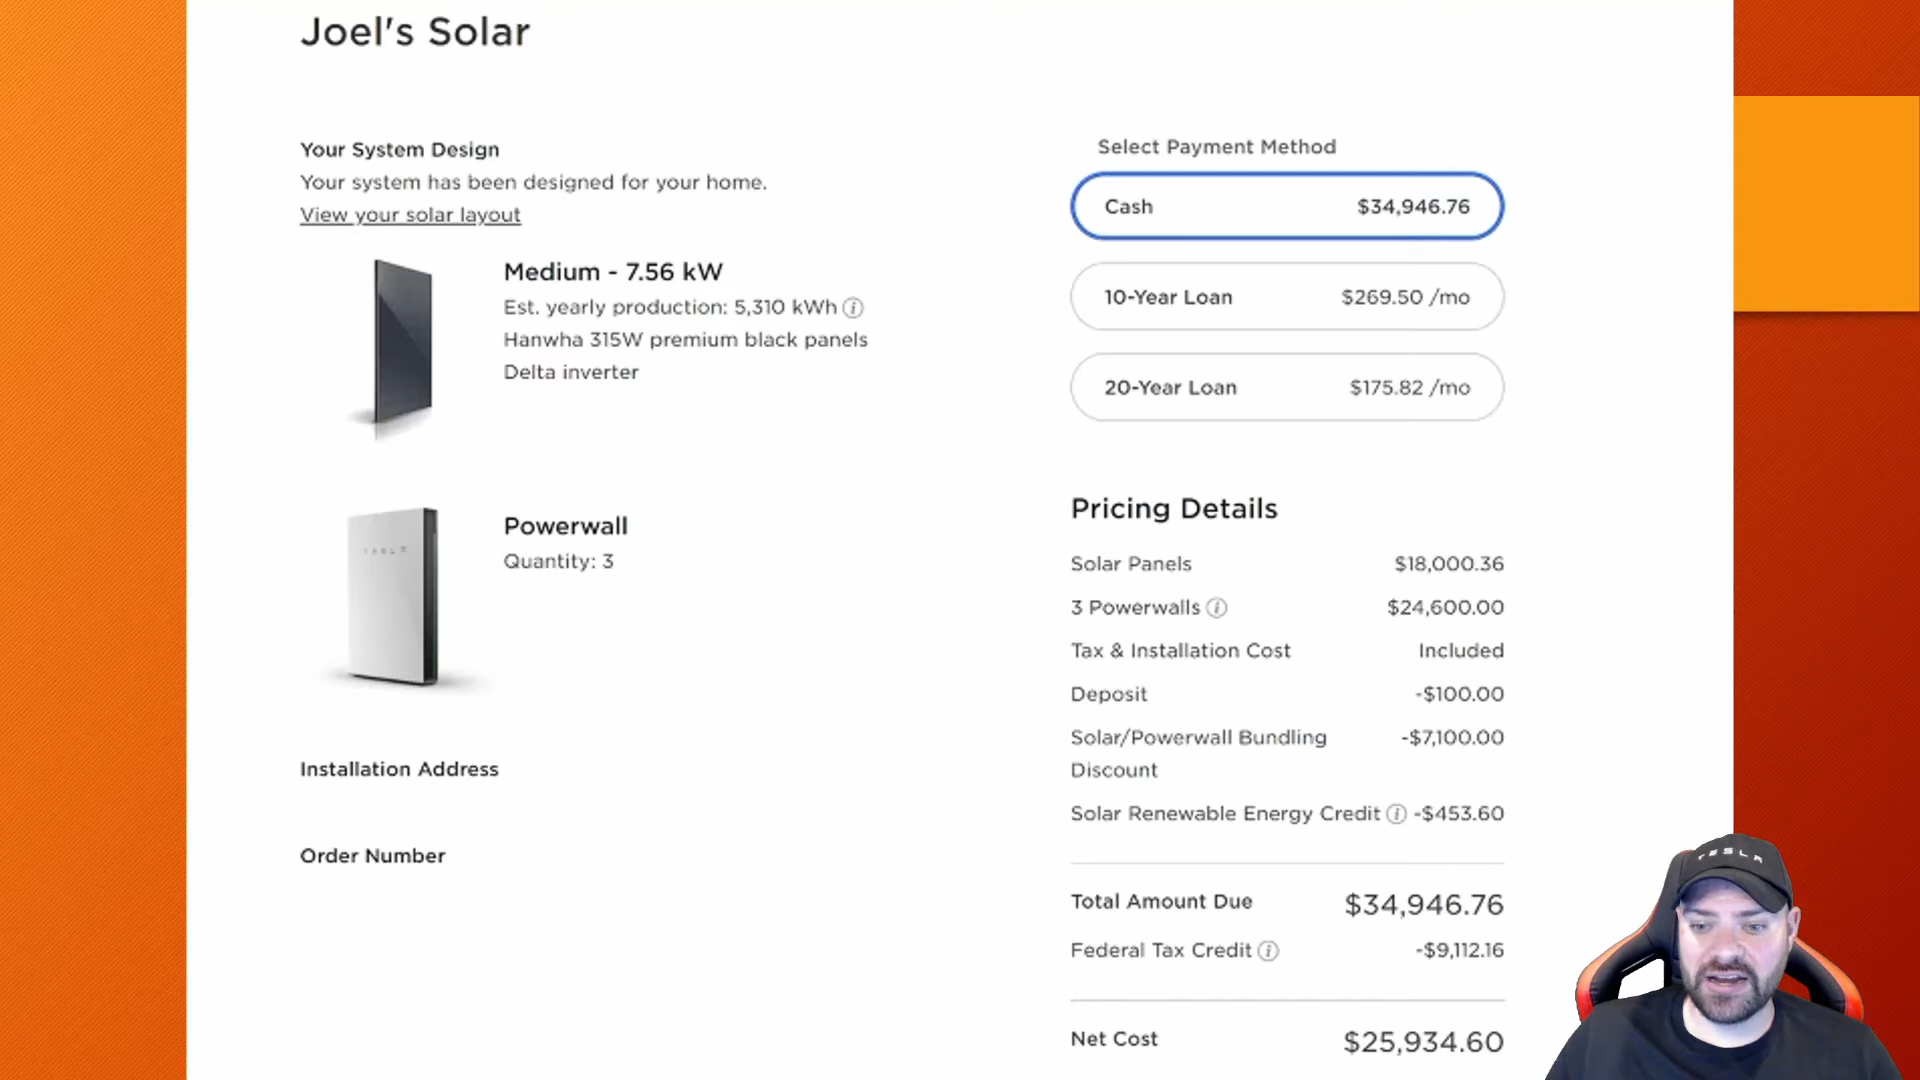 Joel's Solar
Your System Design
Your system has been designed for your home.
View your solar layout
Medium - 7.56 kW
Est. yearly production: 5,310 kWh
Hanwha 315W premium black panels
Delta inverter
TESLA
Powerwall
Quantity: 3
Installation Address
Order Number
Select Payment Method
Cash $34,946.76
10-Year Loan $269.50 /mo
20-Year Loan $175.82 /mo
Pricing Details
Solar Panels $18,000.36
3 Powerwalls $24,600.00
Tax & Installation Cost Included
Deposit -$100.00
Solar/Powerwall Bundling -$7,100.00
Discount
Solar Renewable Energy Credit -$453.60
Total Amount Due $34,946.76
Federal Tax Credit -$9,112.16
Net Cost $25,934.60
TESLA